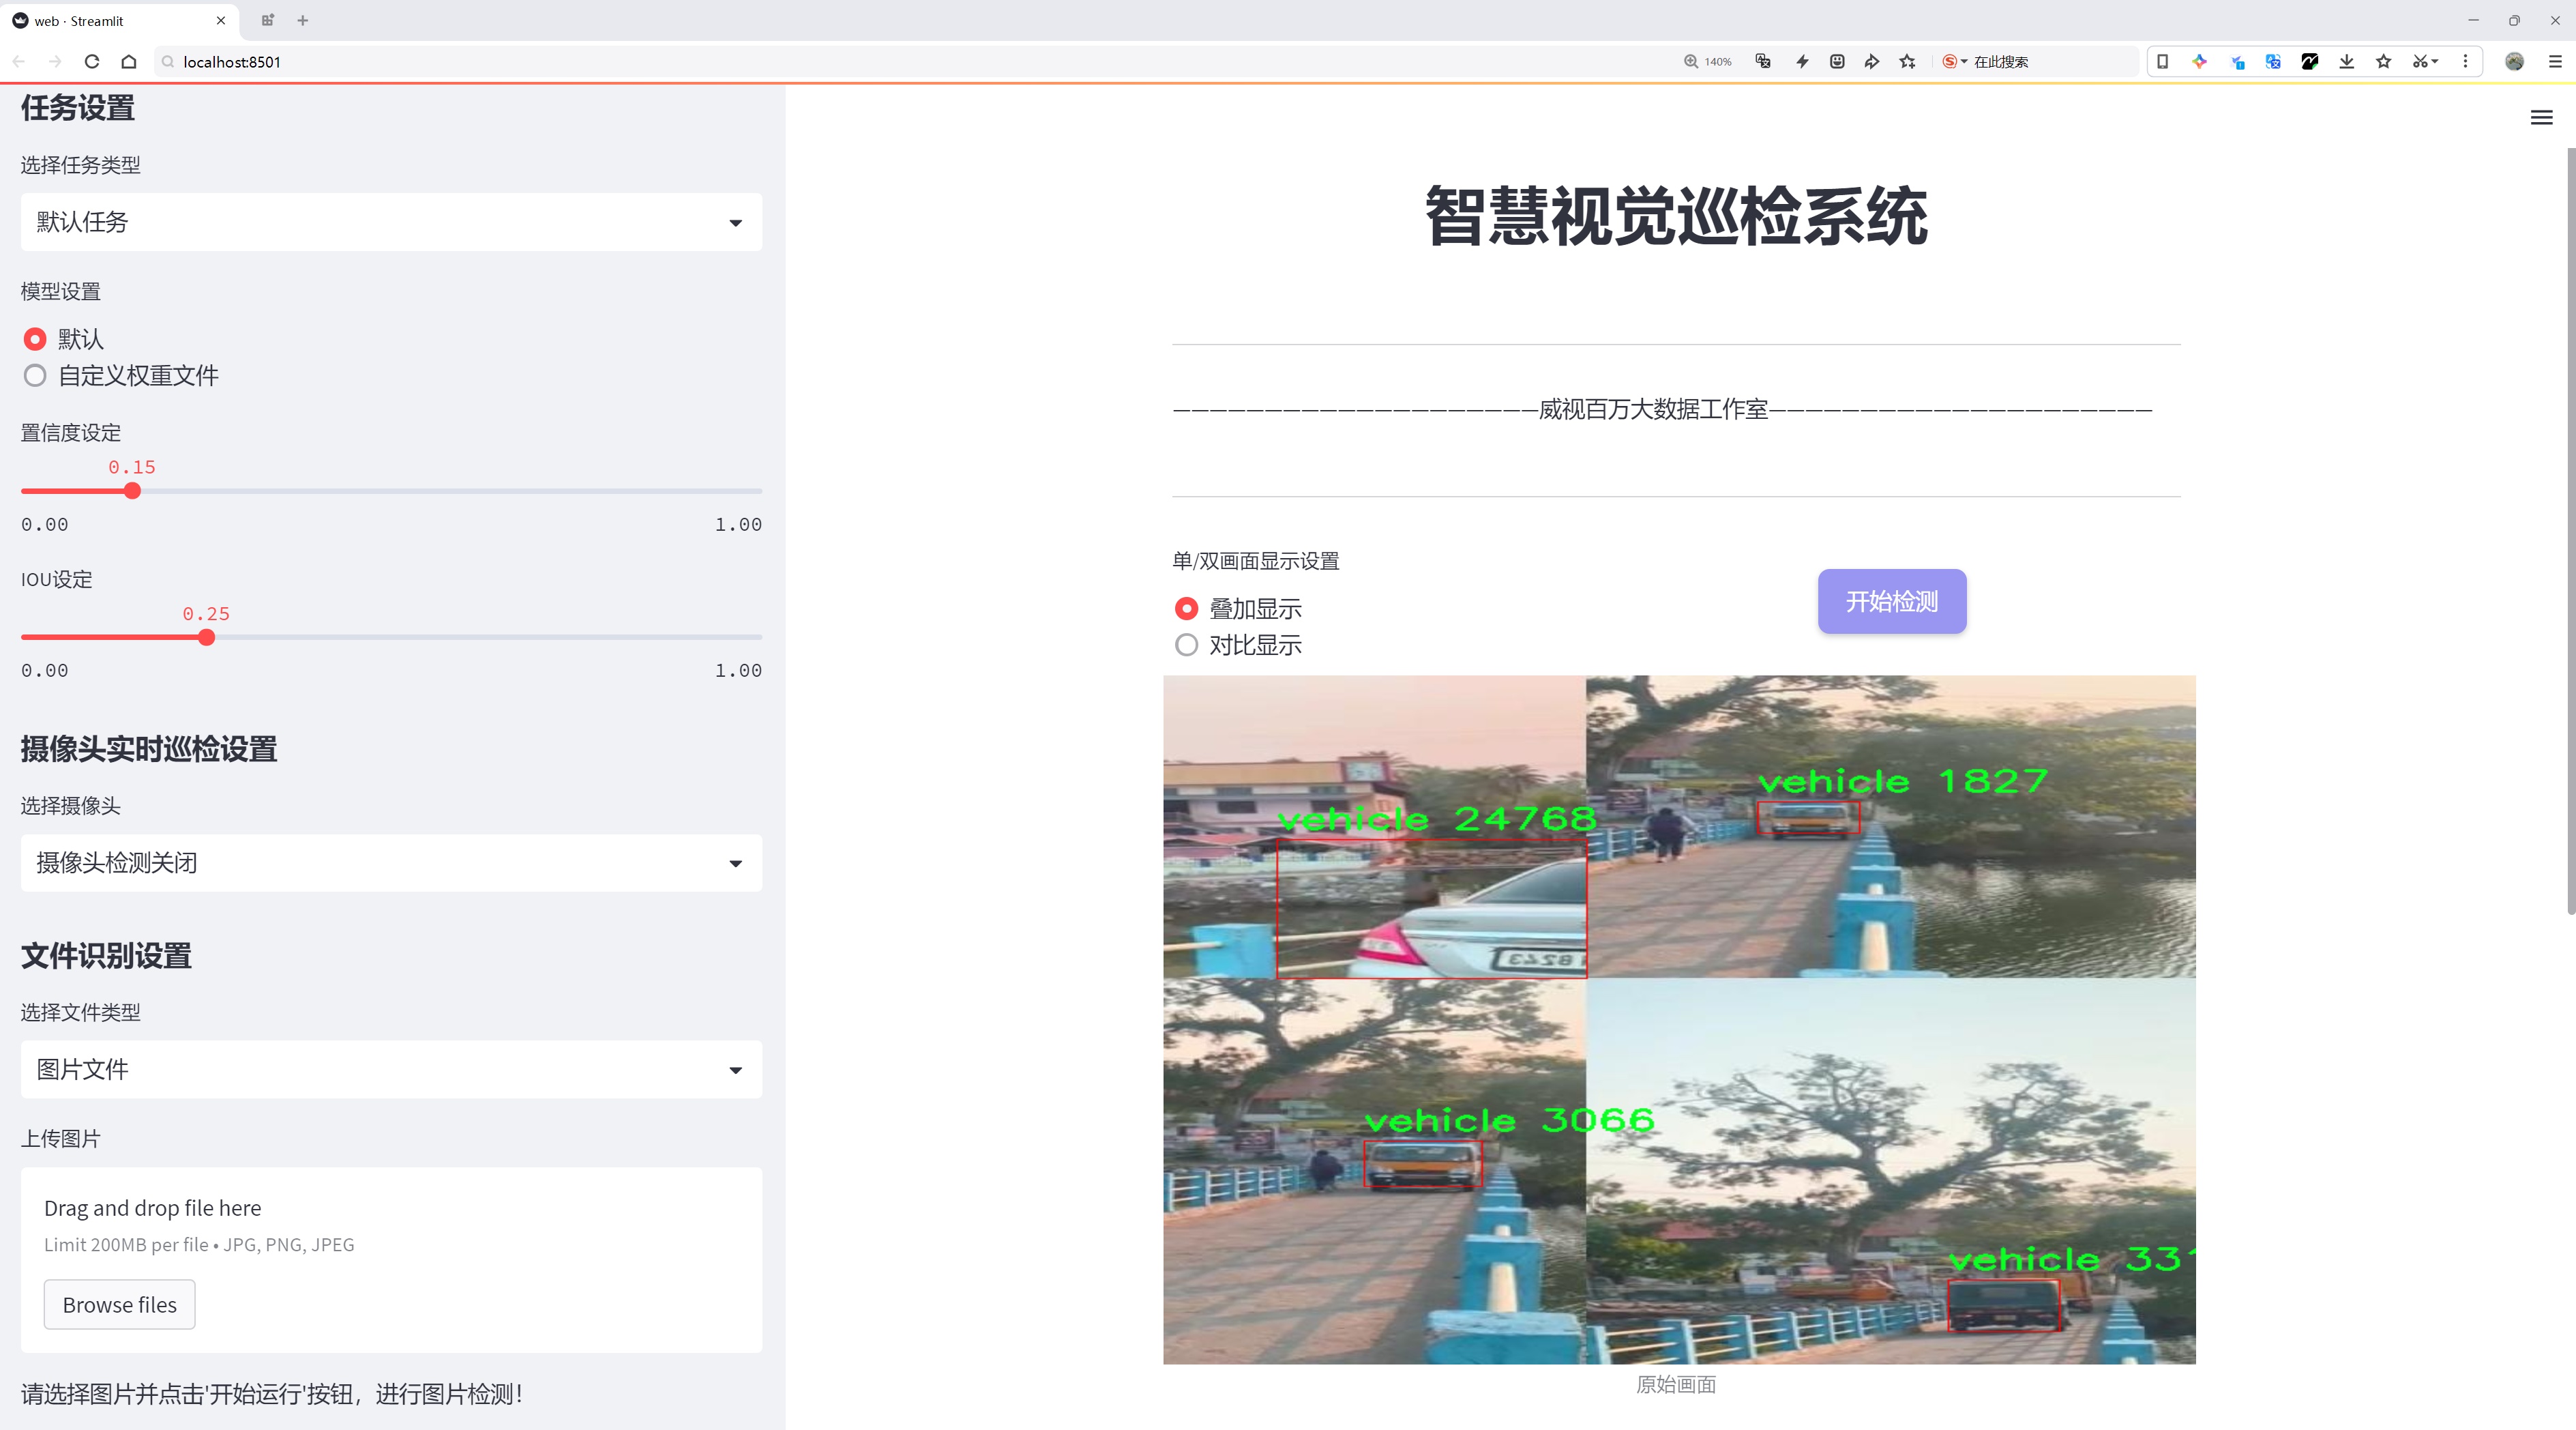 web · Streamlit
localhost:8501
140%
在此搜索
任务设置
选择任务类型
默认任务
模型设置
默认
自定义权重文件
置信度设定
0.15
0.00
1.00
IOU设定
0.25
0.00
1.00
摄像头实时巡检设置
选择摄像头
摄像头检测关闭
文件识别设置
选择文件类型
图片文件
上传图片
Drag and drop file here
Limit 200MB per file • JPG, PNG, JPEG
Browse files
请选择图片并点击'开始运行'按钮，进行图片检测！
智慧视觉巡检系统
————————————————————威视百万大数据工作室—————————————————————
单/双画面显示设置
叠加显示
对比显示
开始检测
vehicle 24768
vehicle 1827
vehicle 3066
vehicle 331
原始画面